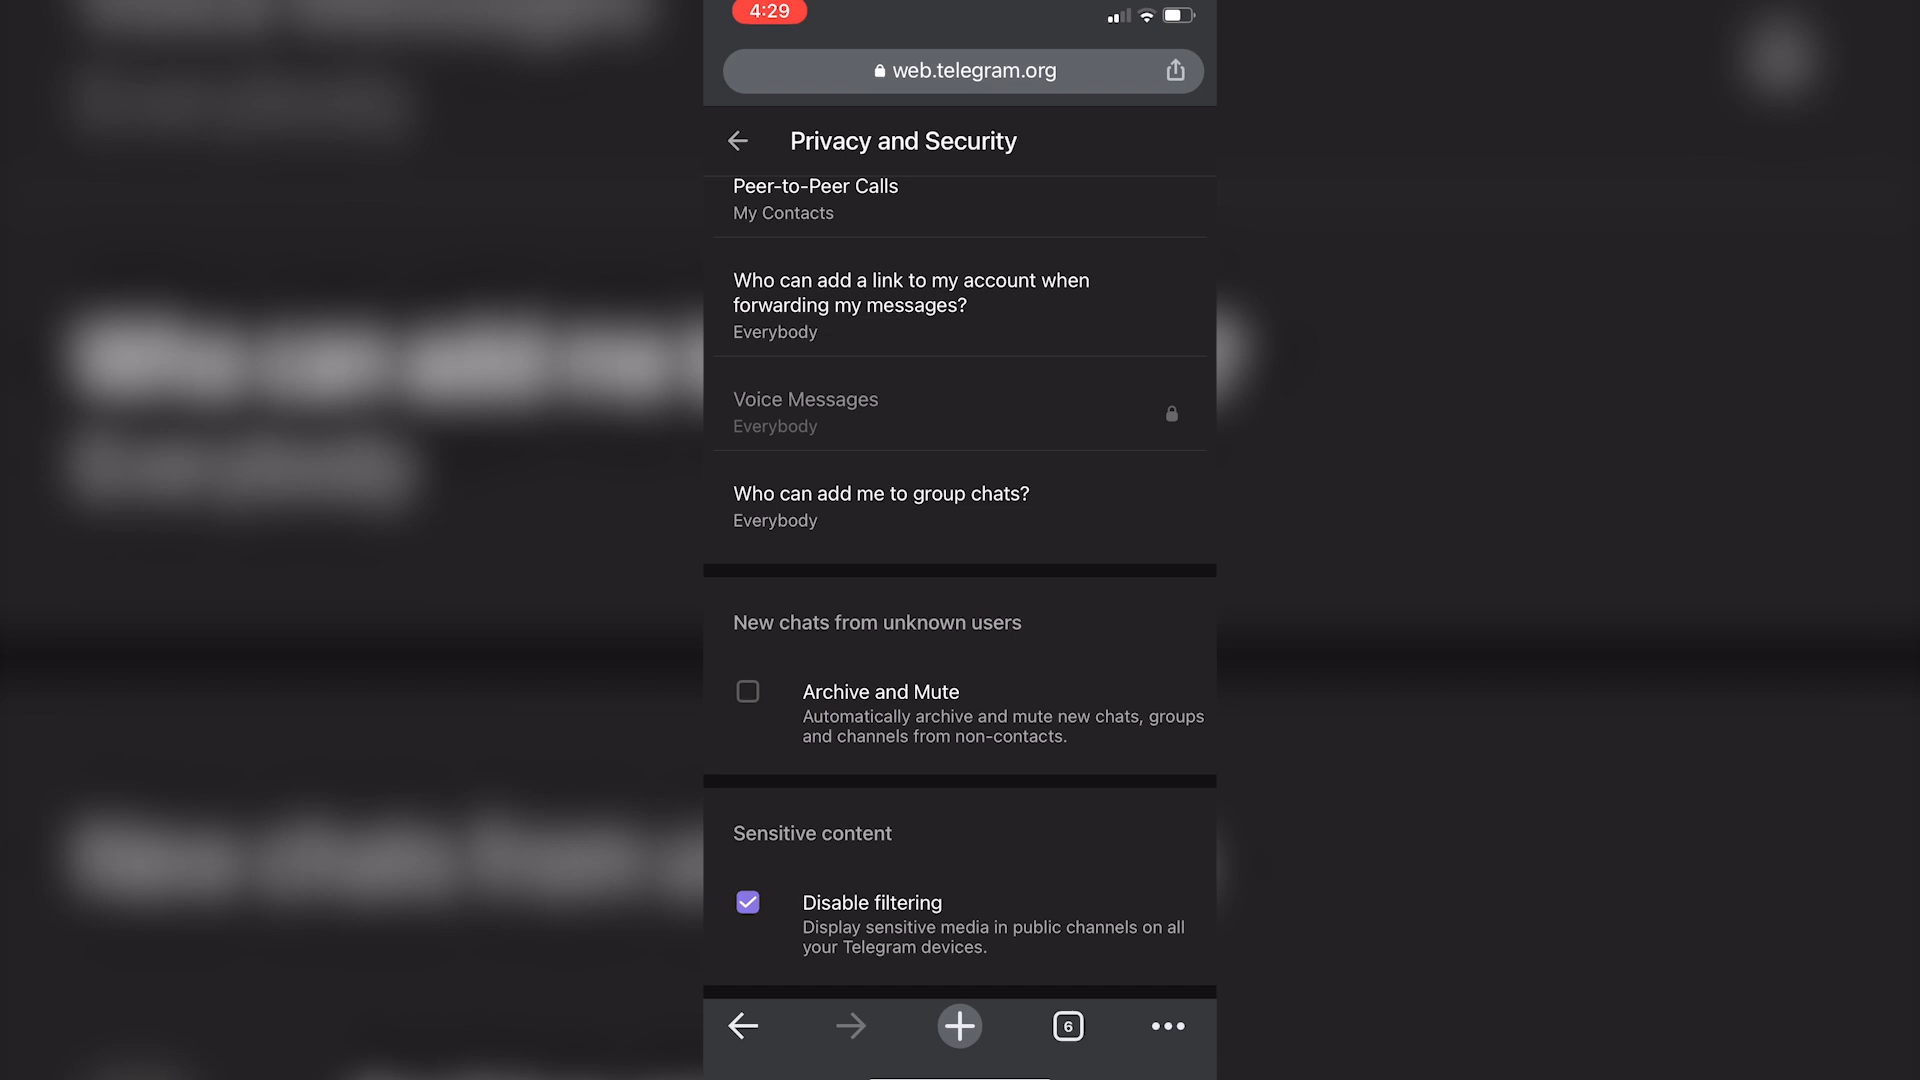 4:29
web.telegram.org
Privacy and Security
Peer-to-Peer Calls
My Contacts
Who can add a link to my account when
forwarding my messages?
Everybody
Voice Messages
Everybody
Who can add me to group chats?
Everybody
New chats from unknown users
Archive and Mute
Automatically archive and mute new chats, groups
and channels from non-contacts.
Sensitive content
Disable filtering
Display sensitive media in public channels on all
your Telegram devices.
6